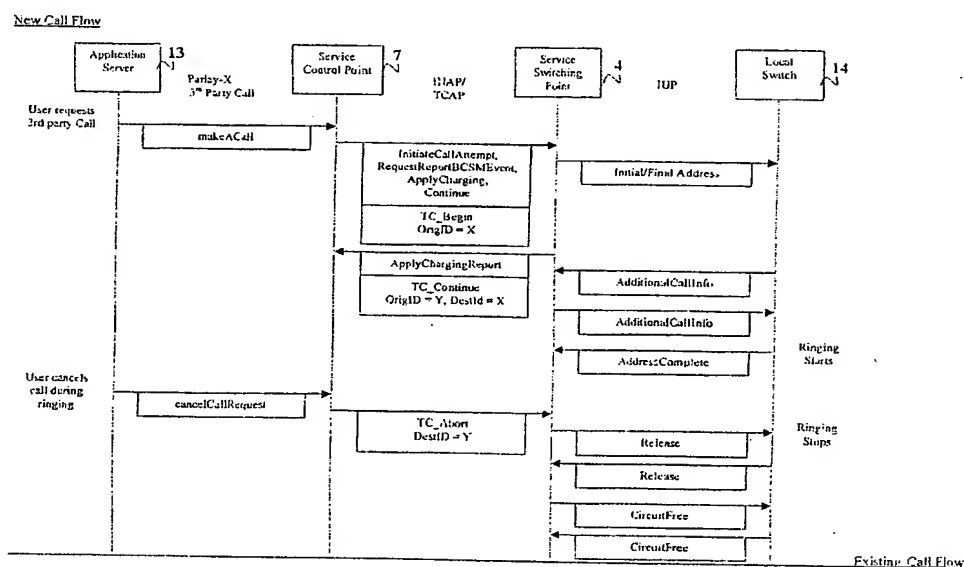 New Call Flow
Application
Server
13
Parlay-X
3rd Party Call
Service
Control Point
7
INAP/
TCAP
Service
Switching
Point
4
IUP
Local
Switch
14
User requests
3rd party Call
makeACall
InitiateCallAttempt,
RequestReportBCSMEvent,
ApplyCharging,
Continue
TC_Begin
OrigID = X
Initial/Final Address
ApplyChargingReport
TC_Continue
OrigID = Y, DestId = X
AdditionalCallInfo
AdditionalCallInfo
AddressComplete
Ringing
Starts
User cancels
call during
ringing
cancelCallRequest
TC_Abort
DestID = Y
Release
Ringing
Stops
Release
CircuitFree
CircuitFree
Existing Call Flow